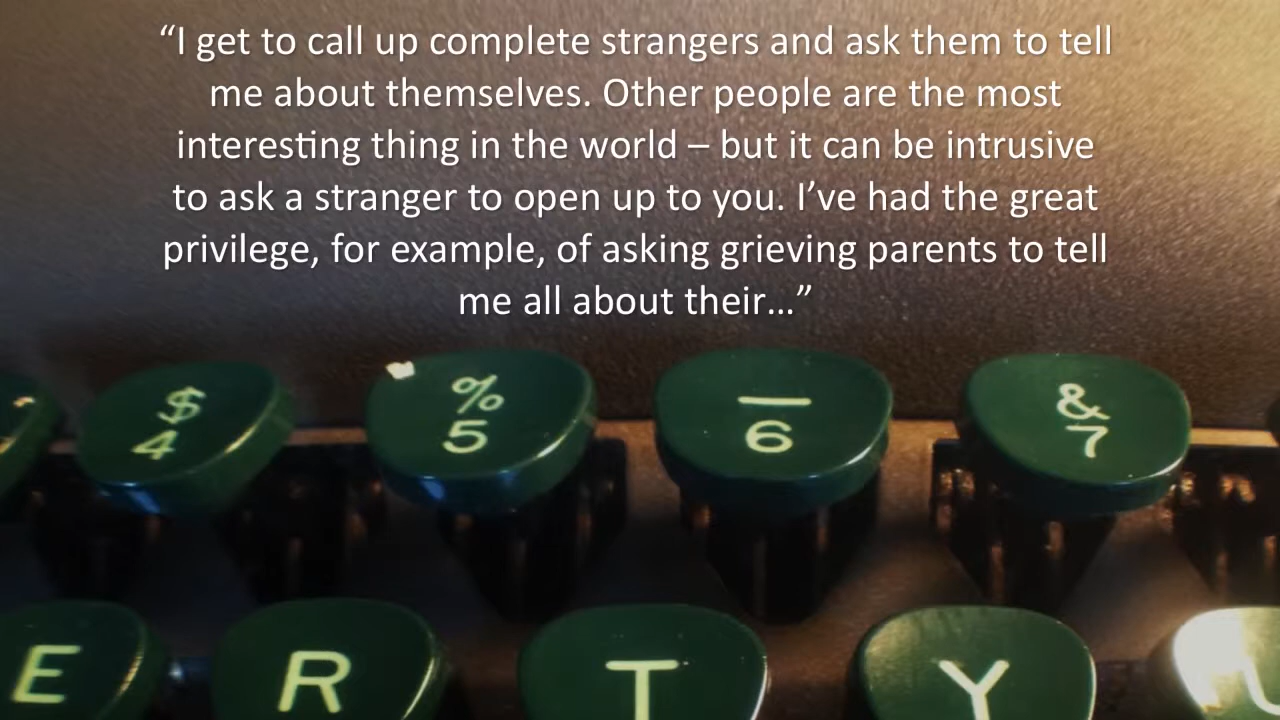 “I get to call up complete strangers and ask them to tell
me about themselves. Other people are the most
interesting thing in the world – but it can be intrusive
to ask a stranger to open up to you. I’ve had the great
privilege, for example, of asking grieving parents to tell
me all about their…”
$ % — &
4 5 6 7
E R T Y